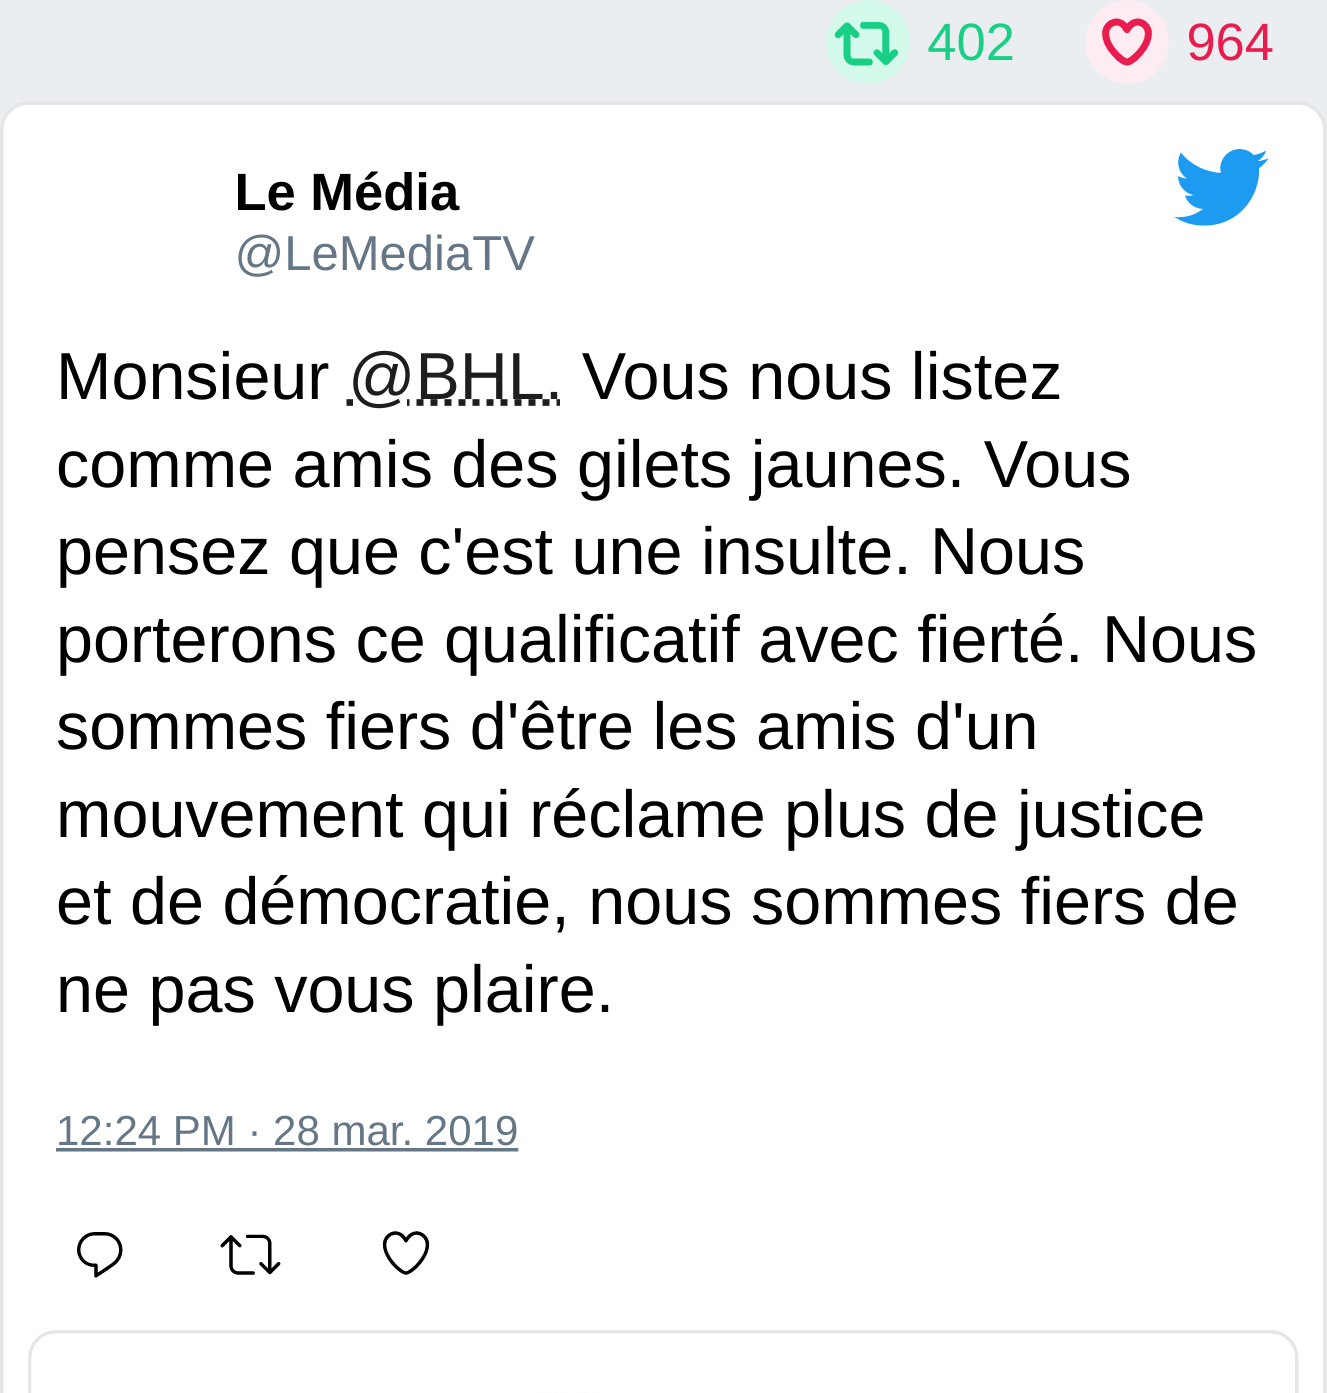 402 964
Le Média
@LeMediaTV
Monsieur @BHL. Vous nous listez
comme amis des gilets jaunes. Vous
pensez que c'est une insulte. Nous
porterons ce qualificatif avec fierté. Nous
sommes fiers d'être les amis d'un
mouvement qui réclame plus de justice
et de démocratie, nous sommes fiers de
ne pas vous plaire.
12:24 PM · 28 mar. 2019